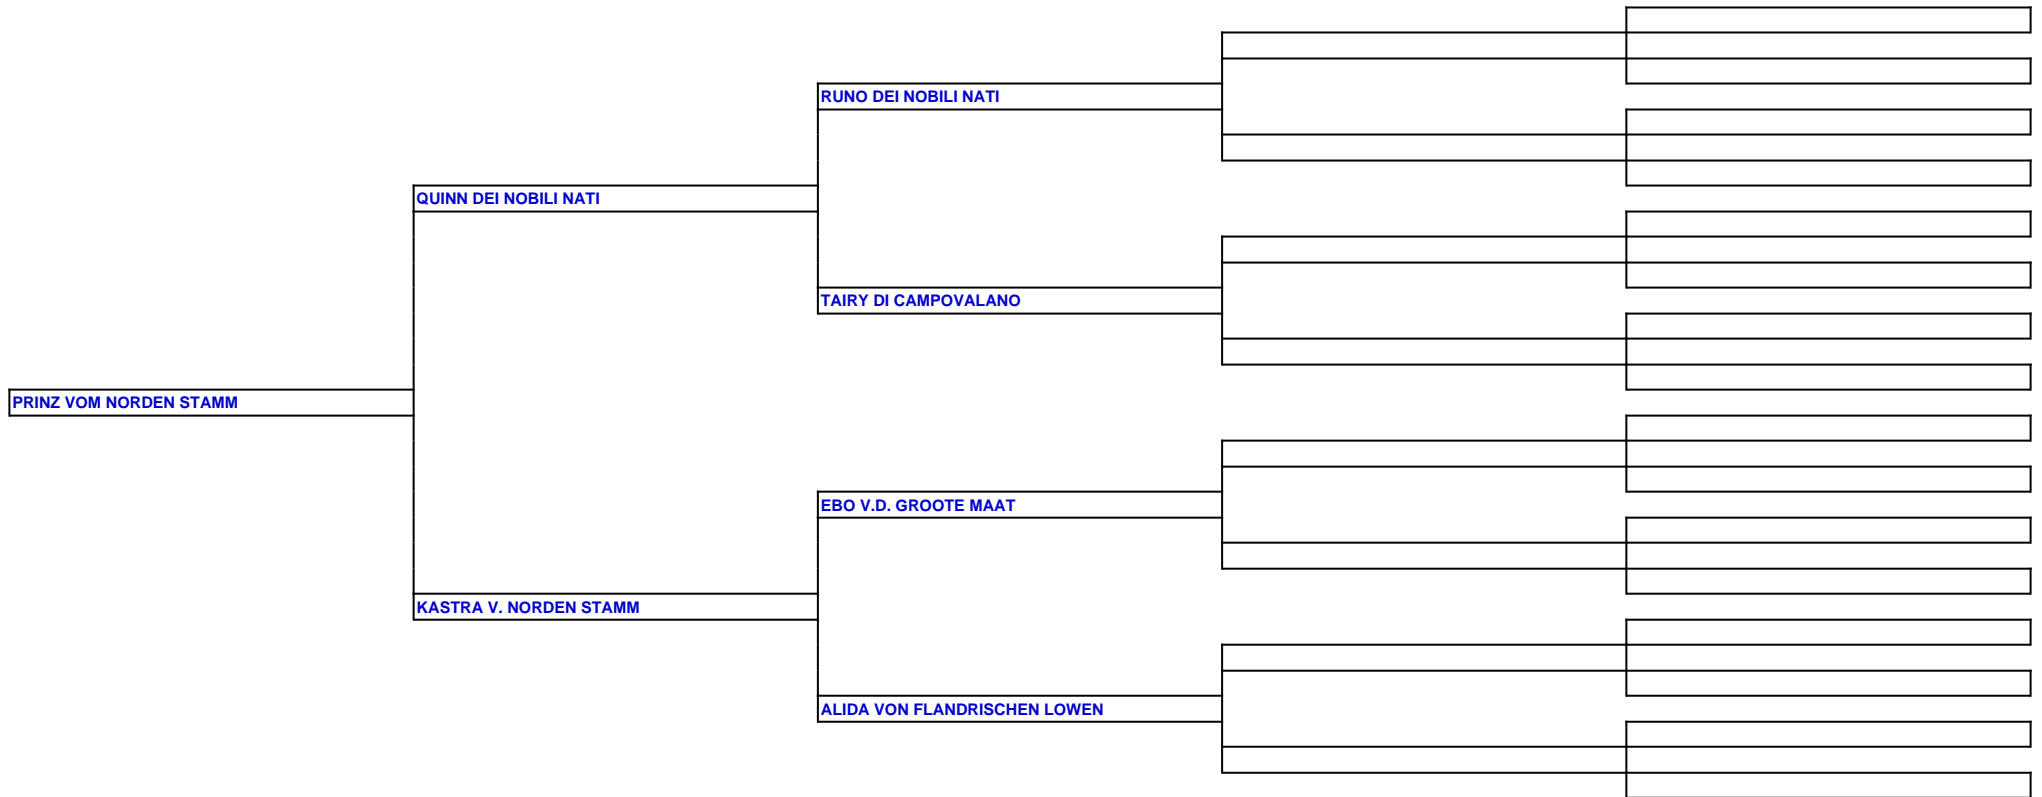 RUNO DEI NOBILI NATI
QUINN DEI NOBILI NATI
TAIRY DI CAMPOVALANO
PRINZ VOM NORDEN STAMM
EBO V.D. GROOTE MAAT
KASTRA V. NORDEN STAMM
ALIDA VON FLANDRISCHEN LOWEN